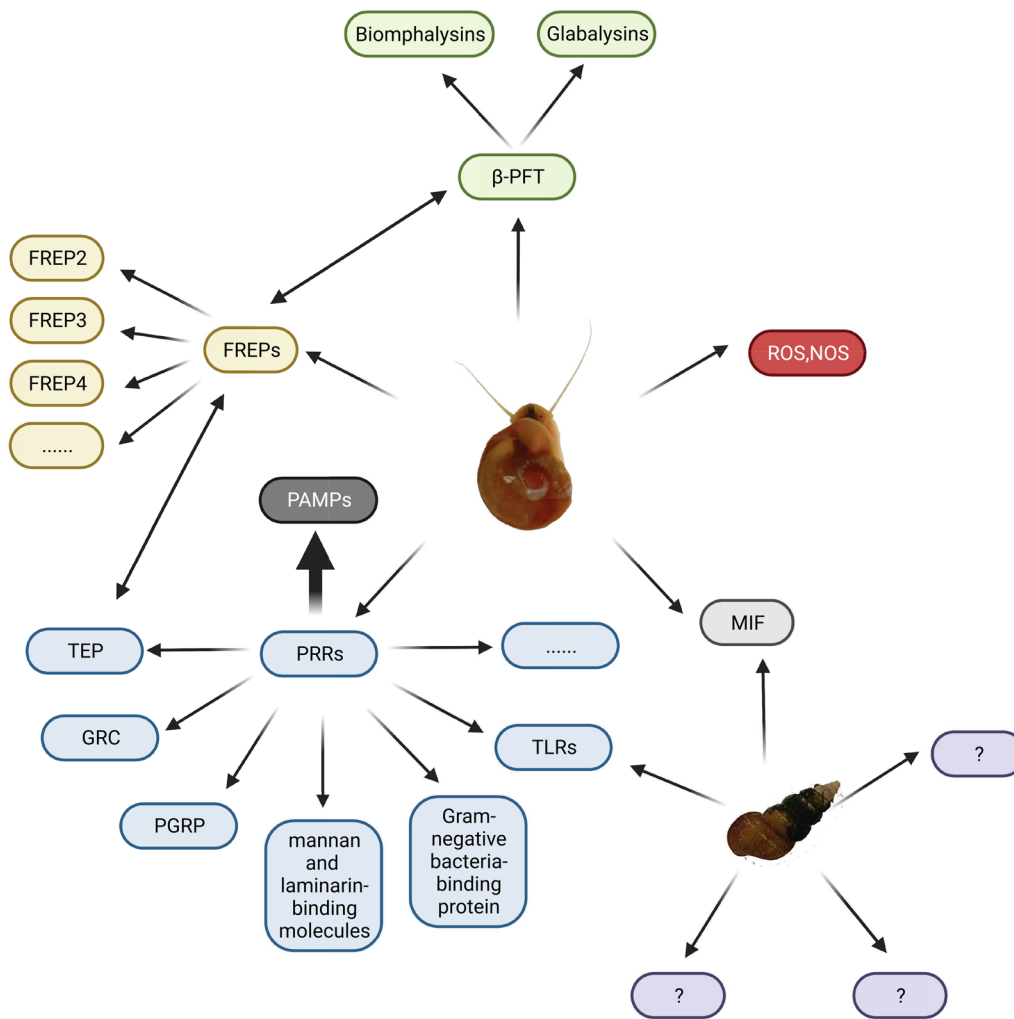 Biomphalysins
Glabalysins
β-PFT
FREP2
FREP3
FREPs
ROS,NOS
FREP4
......
PAMPs
MIF
TEP
PRRs
......
GRC
TLRs
?
PGRP
mannan
and
laminarin-
binding
molecules
Gram-
negative
bacteria-
binding
protein
?
?